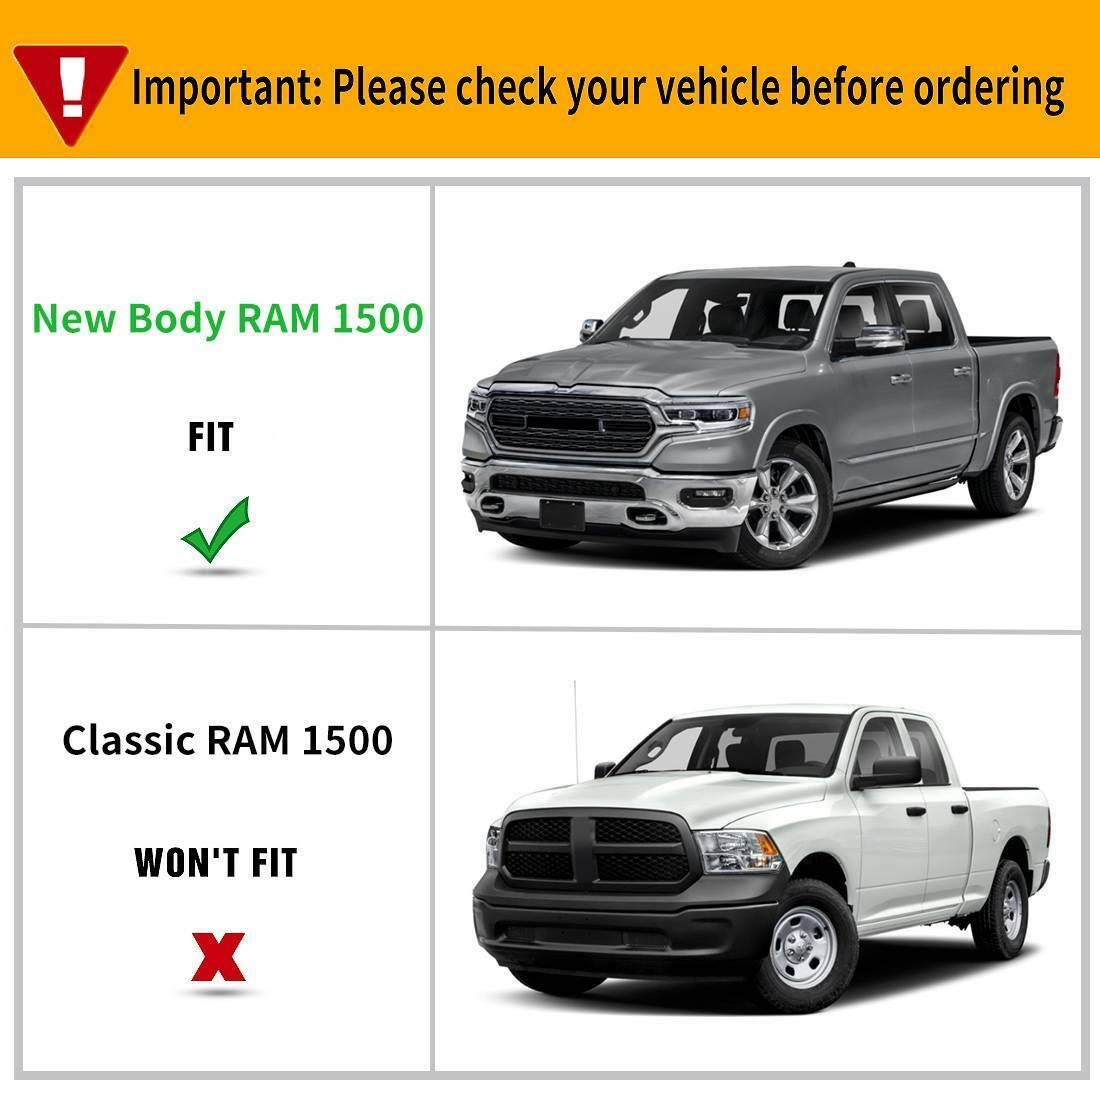 Important: Please check your vehicle before ordering
New Body RAM 1500
FIT
Classic RAM 1500
WON'T FIT